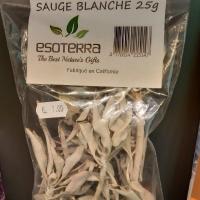 SAUGE BLANCHE 25g
ESOTERRA
The Best Nature's Gifts
Fabriqué en Californie